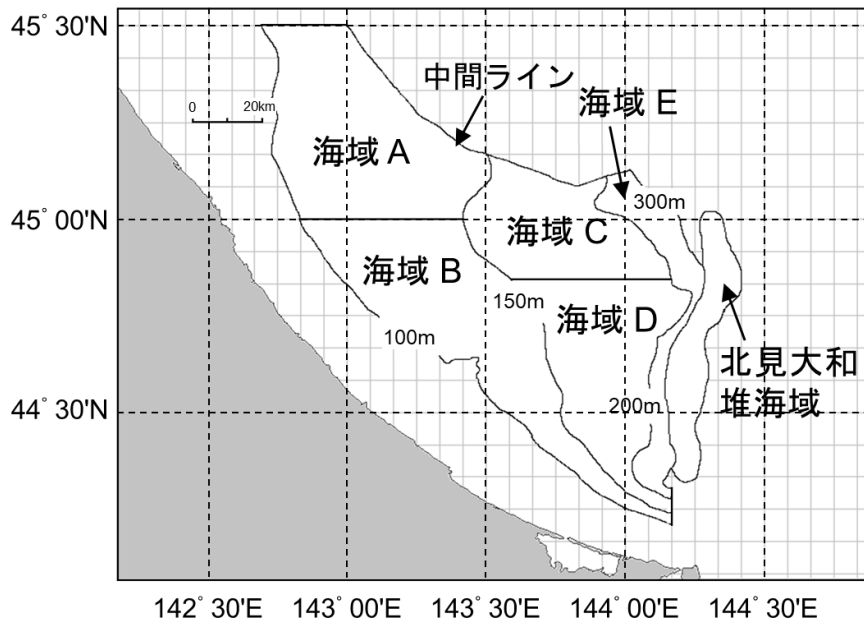 45° 30'N
中間ライン
海域 E
0 20km
海域 A
300m
45° 00'N
海域 C
海域 B
150m
海域 D
100m
北見大和
堆海域
200m
44° 30'N
142° 30'E 143° 00'E 143° 30'E 144° 00'E 144° 30'E